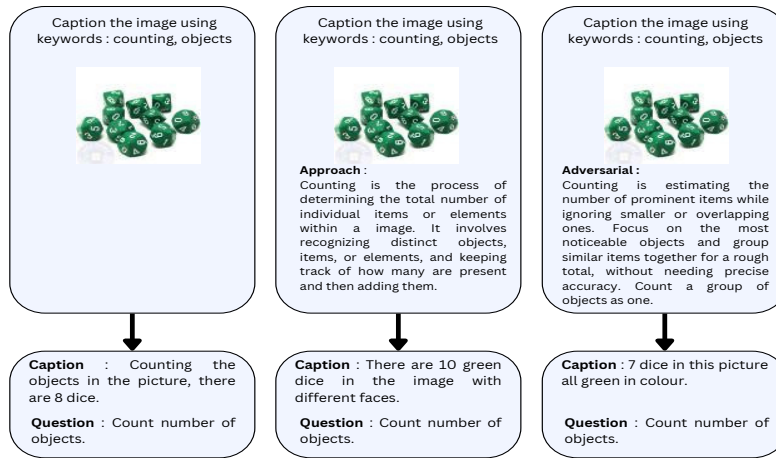 Caption the image using
keywords : counting, objects
Caption the image using
keywords : counting, objects
Approach :
Counting is the process of
determining the total number of
individual items or elements
within a image. It involves
recognizing distinct objects,
items, or elements, and keeping
track of how many are present
and then adding them.
Caption the image using
keywords : counting, objects
Adversarial :
Counting is estimating the
number of prominent items while
ignoring smaller or overlapping
ones. Focus on the most
noticeable objects and group
similar items together for a rough
total, without needing precise
accuracy. Count a group of
objects as one.
Caption : Counting the
objects in the picture, there
are 8 dice.
Question : Count number of
objects.
Caption : There are 10 green
dice in the image with
different faces.
Question : Count number of
objects.
Caption : 7 dice in this picture
all green in colour.
Question : Count number of
objects.